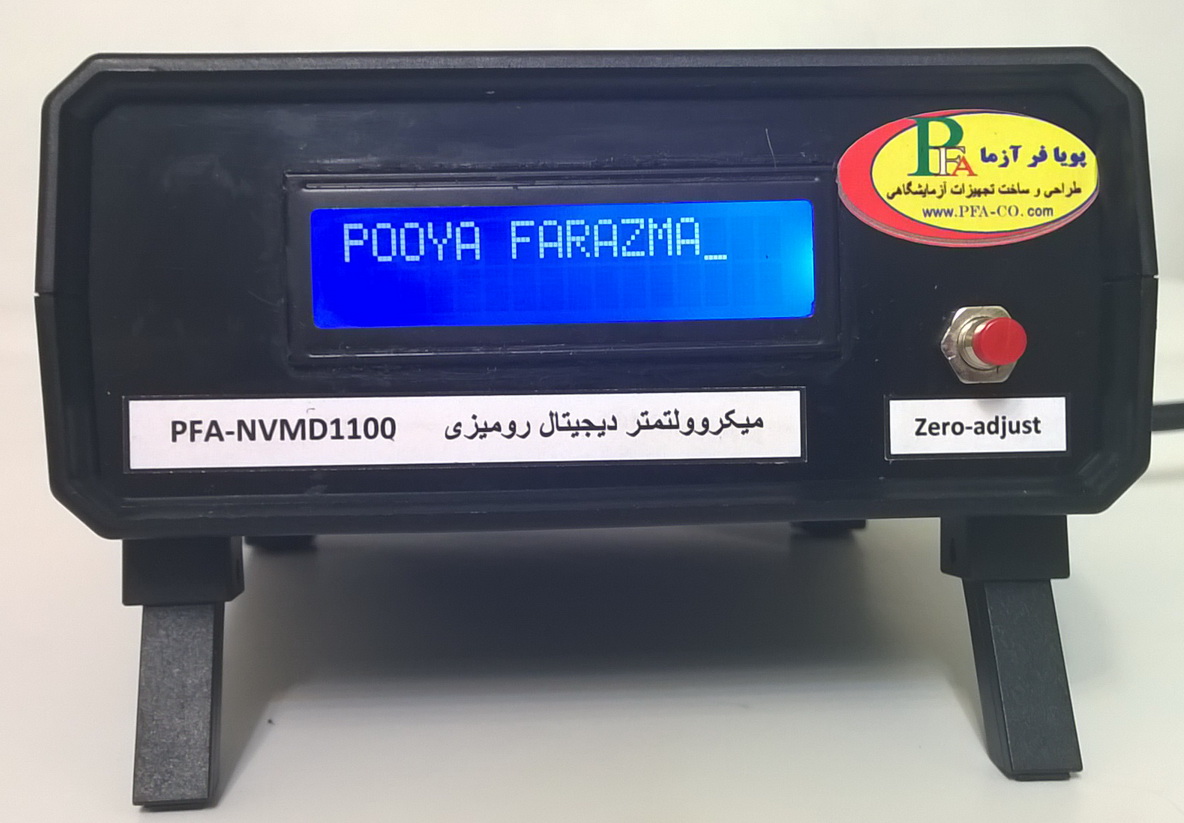 POOYA FARAZMA_
PFA پویا فر آزما
طراحی و ساخت تجهیزات آزمایشگاهی
www.PFA-CO.com
PFA-NVMD1100 میکروولتمتر دیجیتال رومیزی
Zero-adjust